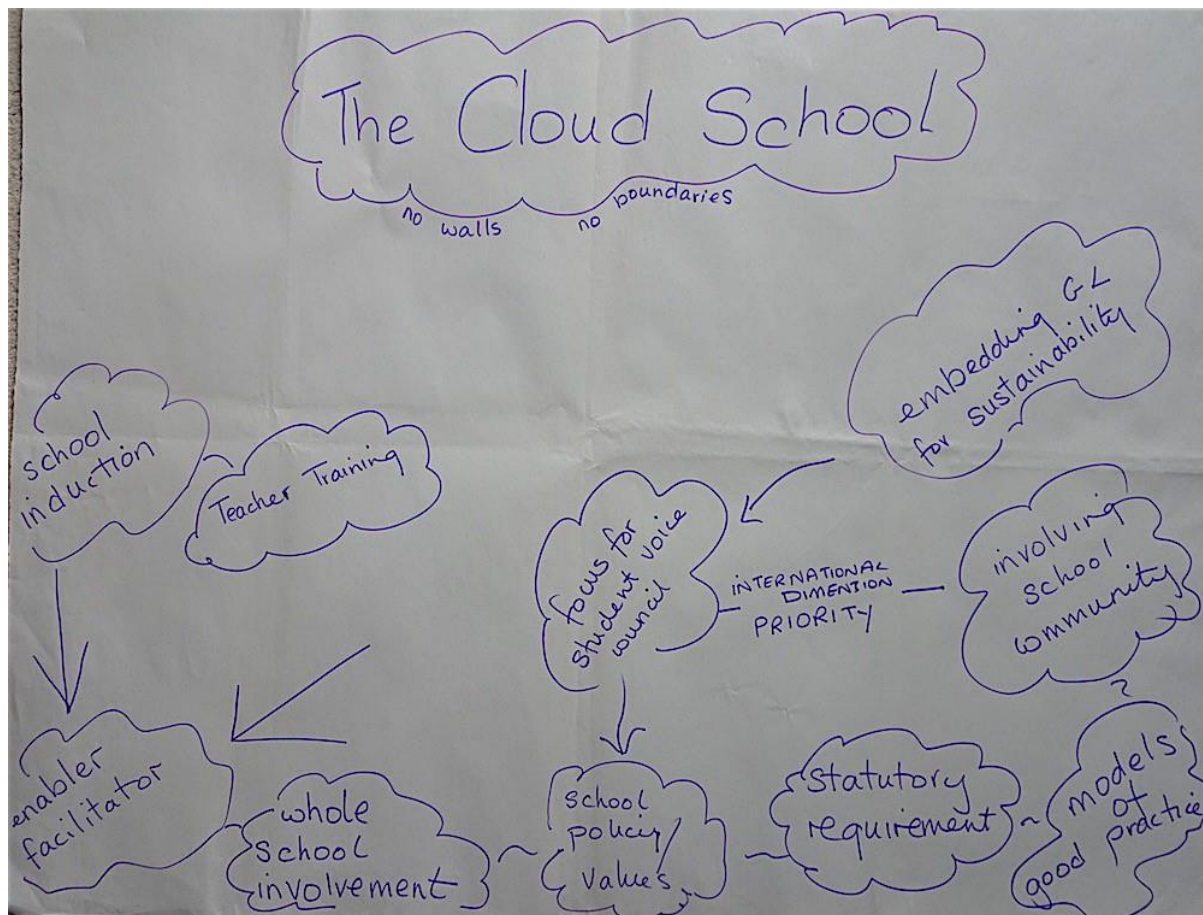 The Cloud School
no walls no boundaries
embedding GL
for sustainability
school
induction
Teacher Training
focus for
student voice
council
INTERNATIONAL
DIMENSION
PRIORITY
involving
school
community
enabler
facilitator
whole
school
involvement
school
policy/
values
statutory
requirement
models
of
good practice